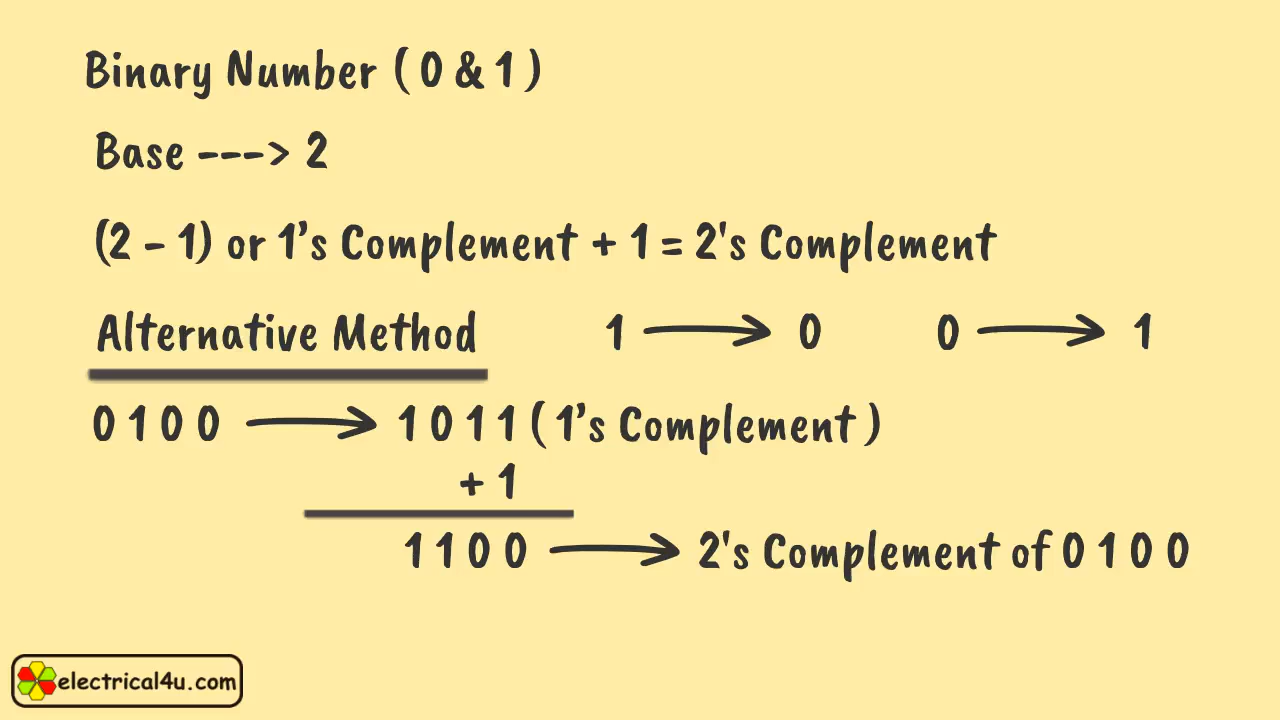 Binary Number ( 0 & 1 )
Base ---> 2
(2 - 1) or 1's Complement + 1 = 2's Complement
Alternative Method 1 → 0 0 → 1
0 1 0 0 → 1 0 1 1 ( 1's Complement )
+ 1
1 1 0 0 → 2's Complement of 0 1 0 0
electrical4u.com